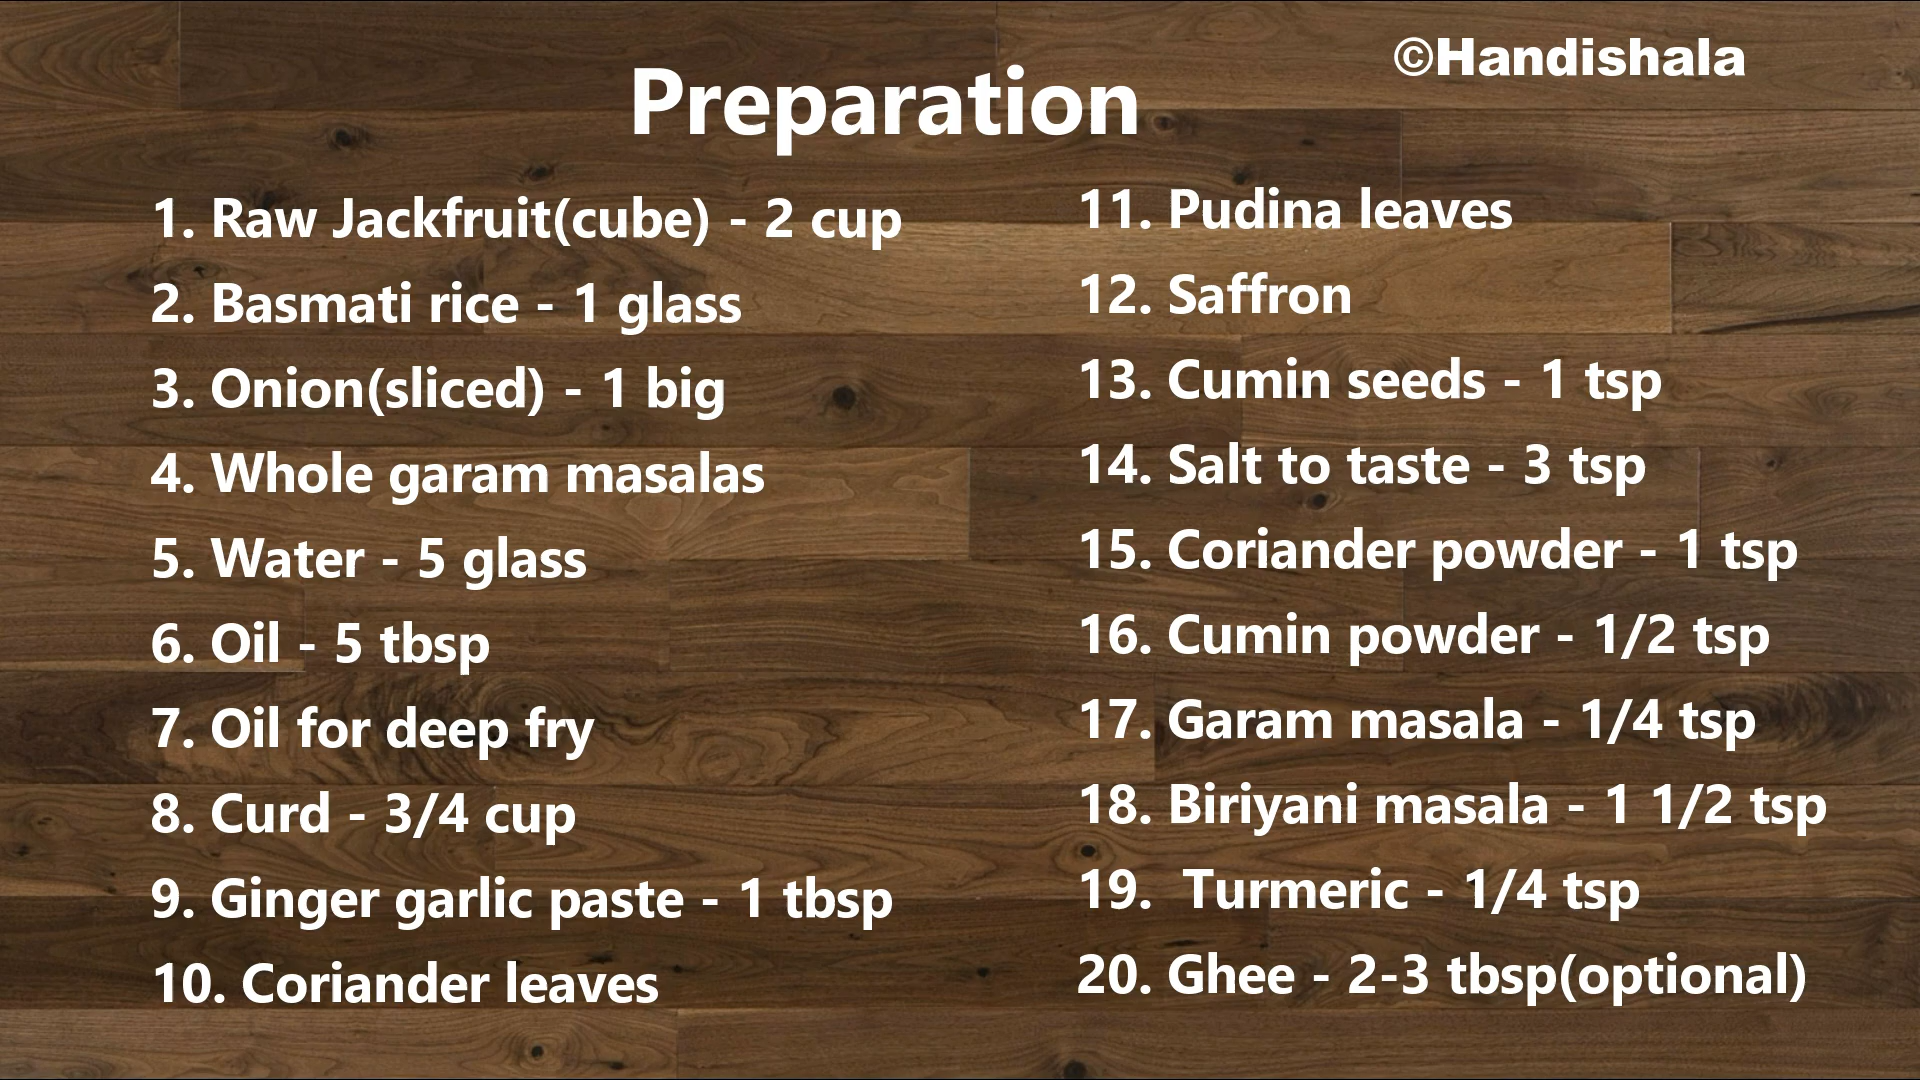 ©Handishala
Preparation
1. Raw Jackfruit(cube) - 2 cup
2. Basmati rice - 1 glass
3. Onion(sliced) - 1 big
4. Whole garam masalas
5. Water - 5 glass
6. Oil - 5 tbsp
7. Oil for deep fry
8. Curd - 3/4 cup
9. Ginger garlic paste - 1 tbsp
10. Coriander leaves
11. Pudina leaves
12. Saffron
13. Cumin seeds - 1 tsp
14. Salt to taste - 3 tsp
15. Coriander powder - 1 tsp
16. Cumin powder - 1/2 tsp
17. Garam masala - 1/4 tsp
18. Biriyani masala - 1 1/2 tsp
19.  Turmeric - 1/4 tsp
20. Ghee - 2-3 tbsp(optional)